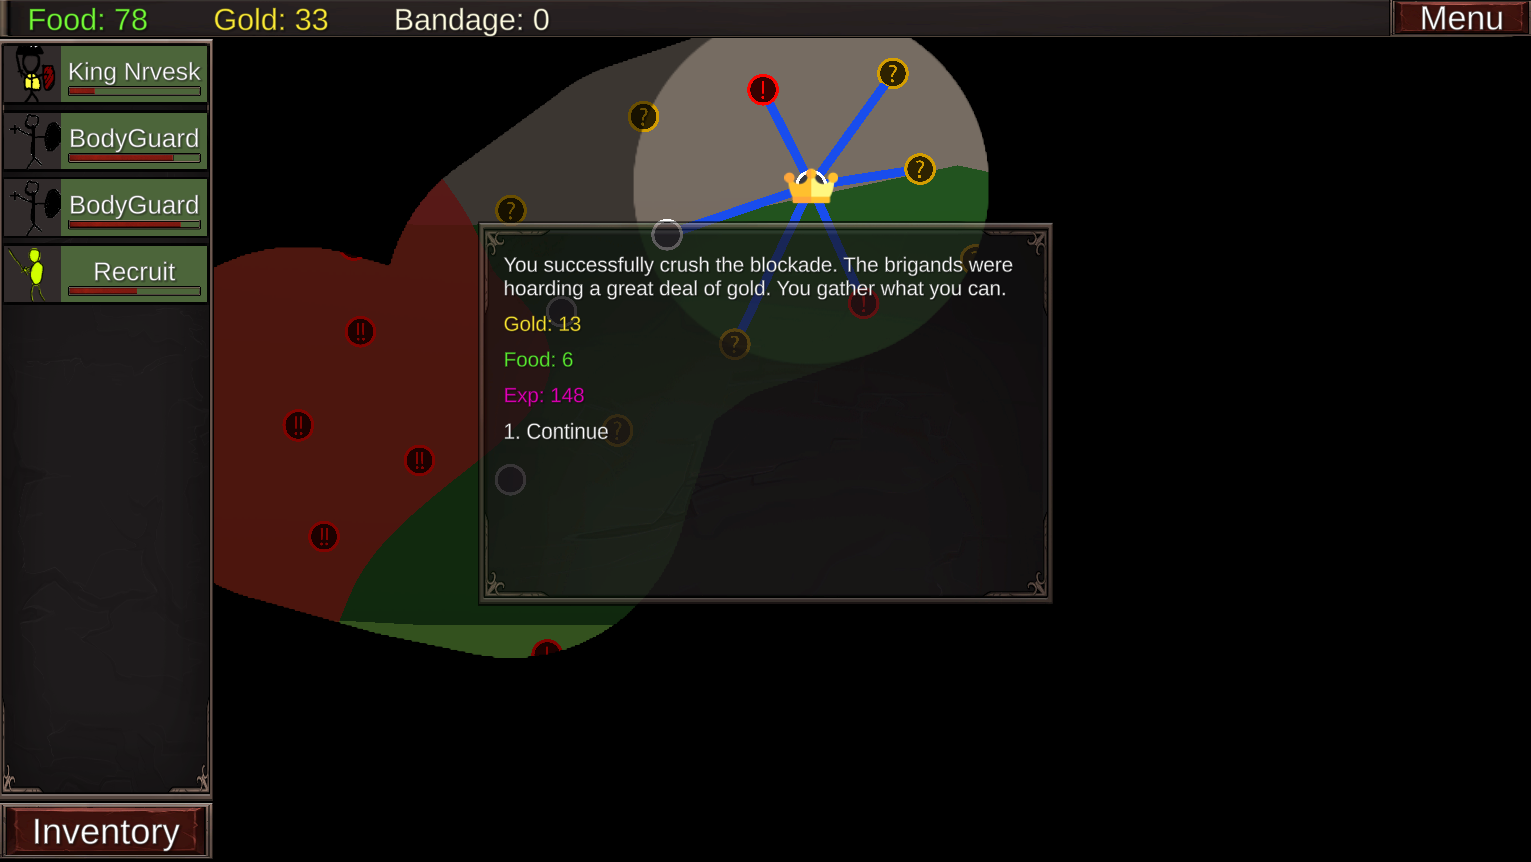 Food: 78 Gold: 33 Bandage: 0 Menu
King Nrvesk
BodyGuard
BodyGuard
Recruit
You successfully crush the blockade. The brigands were
hoarding a great deal of gold. You gather what you can.
Gold: 13
Food: 6
Exp: 148
1. Continue
Inventory